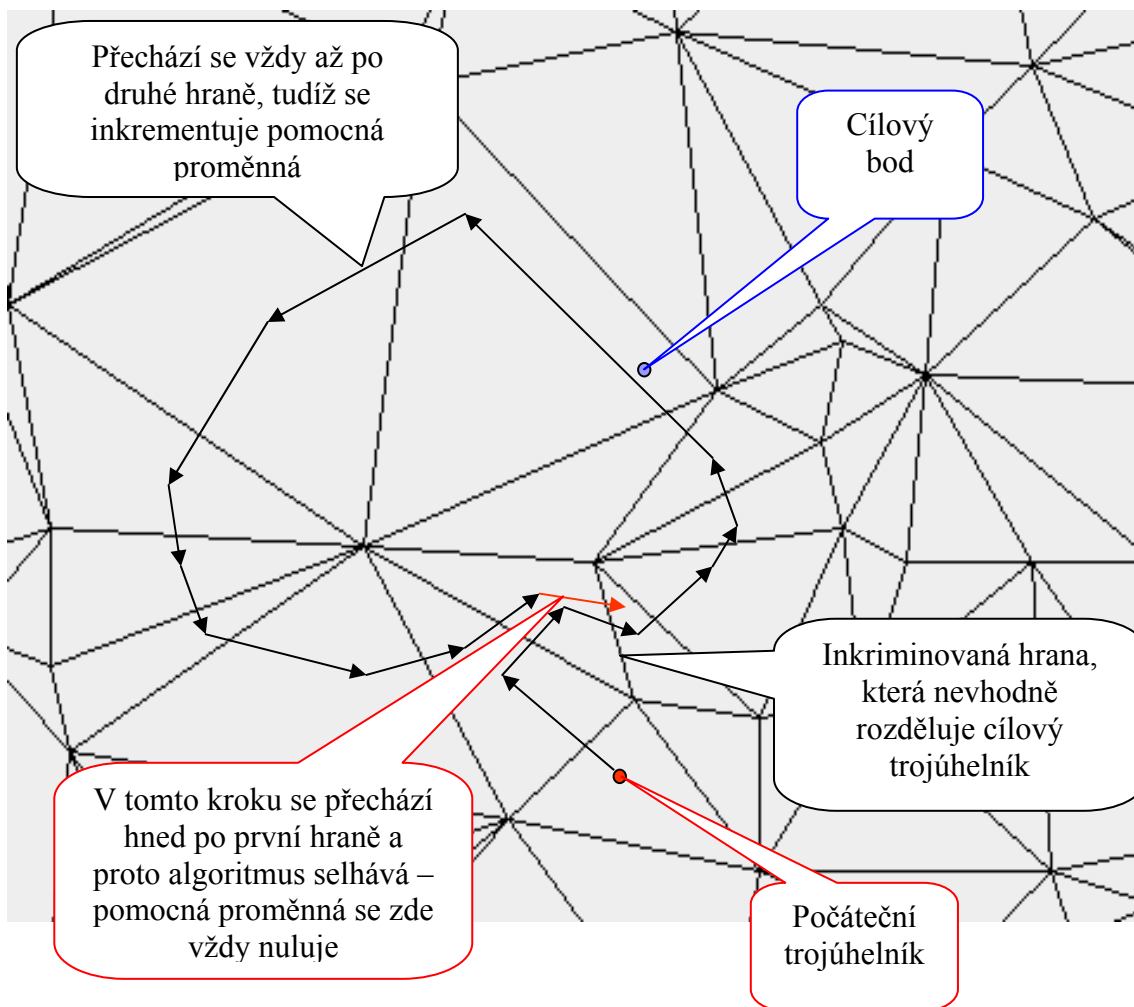 Přechází se vždy až po
druhé hraně, tudíž se
inkrementuje pomocná
proměnná
Cílový
bod
Inkriminovaná hrana,
která nevhodně
rozděluje cílový
trojúhelník
V tomto kroku se přechází
hned po první hraně a
proto algoritmus selhává –
pomocná proměnná se zde
vždy nuluje
Počáteční
trojúhelník